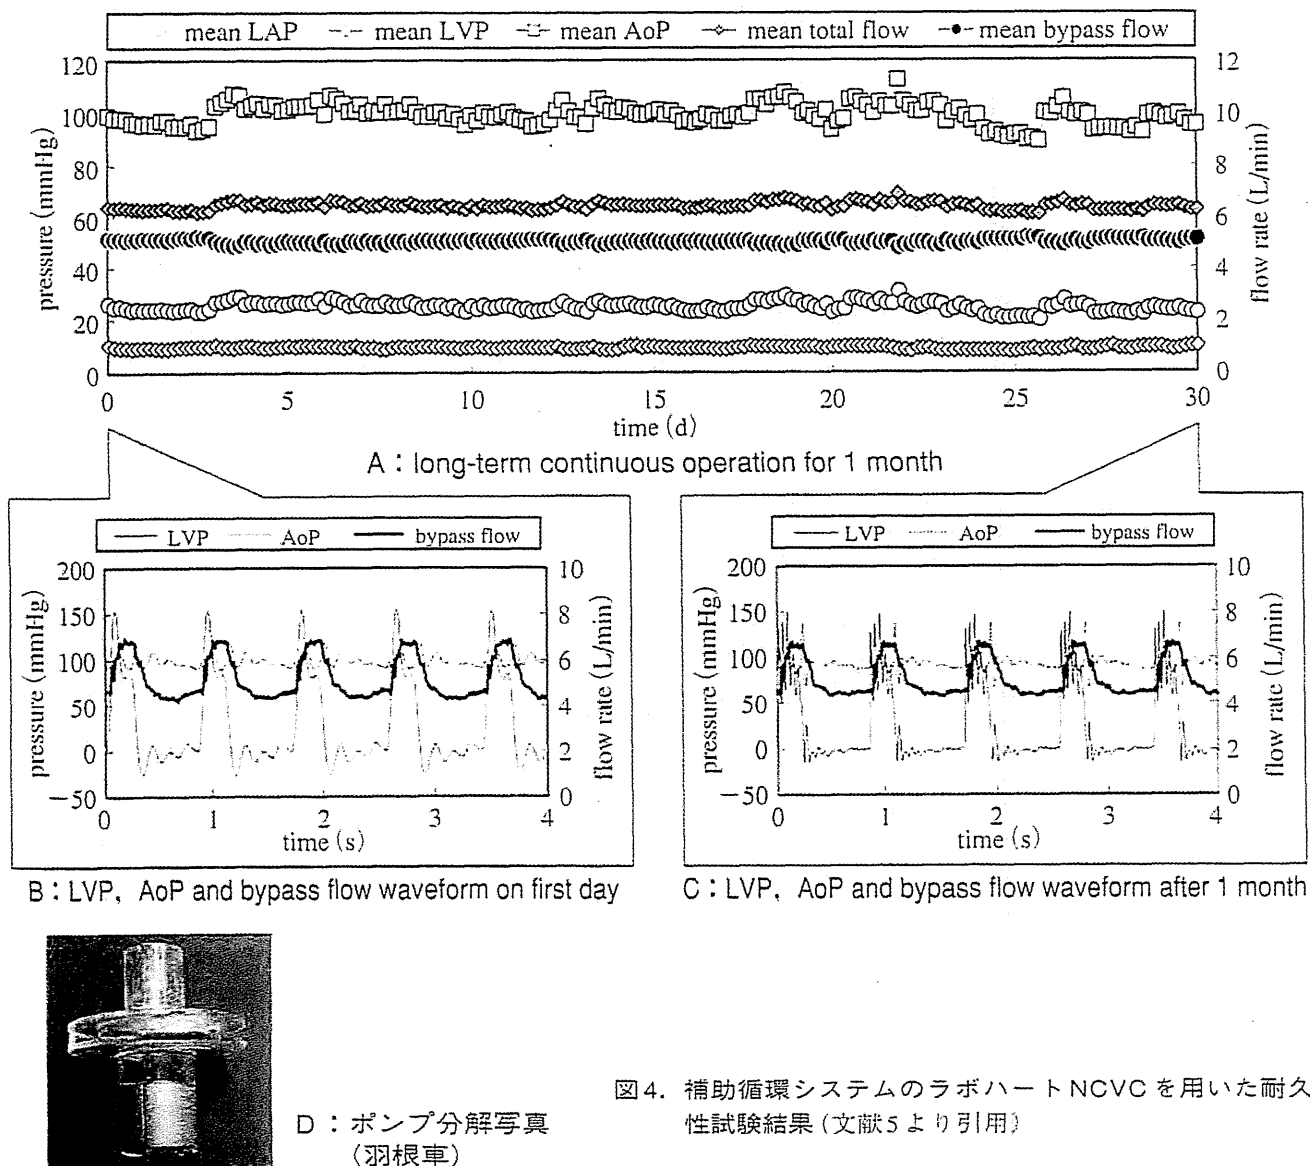 mean LAP mean LVP mean AoP mean total flow mean bypass flow
120
100
80
60
40
20
0
pressure (mmHg)
12
10
8
6
4
2
0
flow rate (L/min)
0 5 10 15 20 25 30
time (d)
A：long-term continuous operation for 1 month
LVP AoP bypass flow
200
150
100
50
0
−50
pressure (mmHg)
10
8
6
4
2
0
flow rate (L/min)
0 1 2 3 4
time (s)
B：LVP, AoP and bypass flow waveform on first day
LVP AoP bypass flow
200
150
100
50
0
−50
pressure (mmHg)
10
8
6
4
2
0
flow rate (L/min)
0 1 2 3 4
time (s)
C：LVP, AoP and bypass flow waveform after 1 month
D：ポンプ分解写真
（羽根車）
図4. 補助循環システムのラボハートNCVCを用いた耐久
性試験結果（文献5より引用）